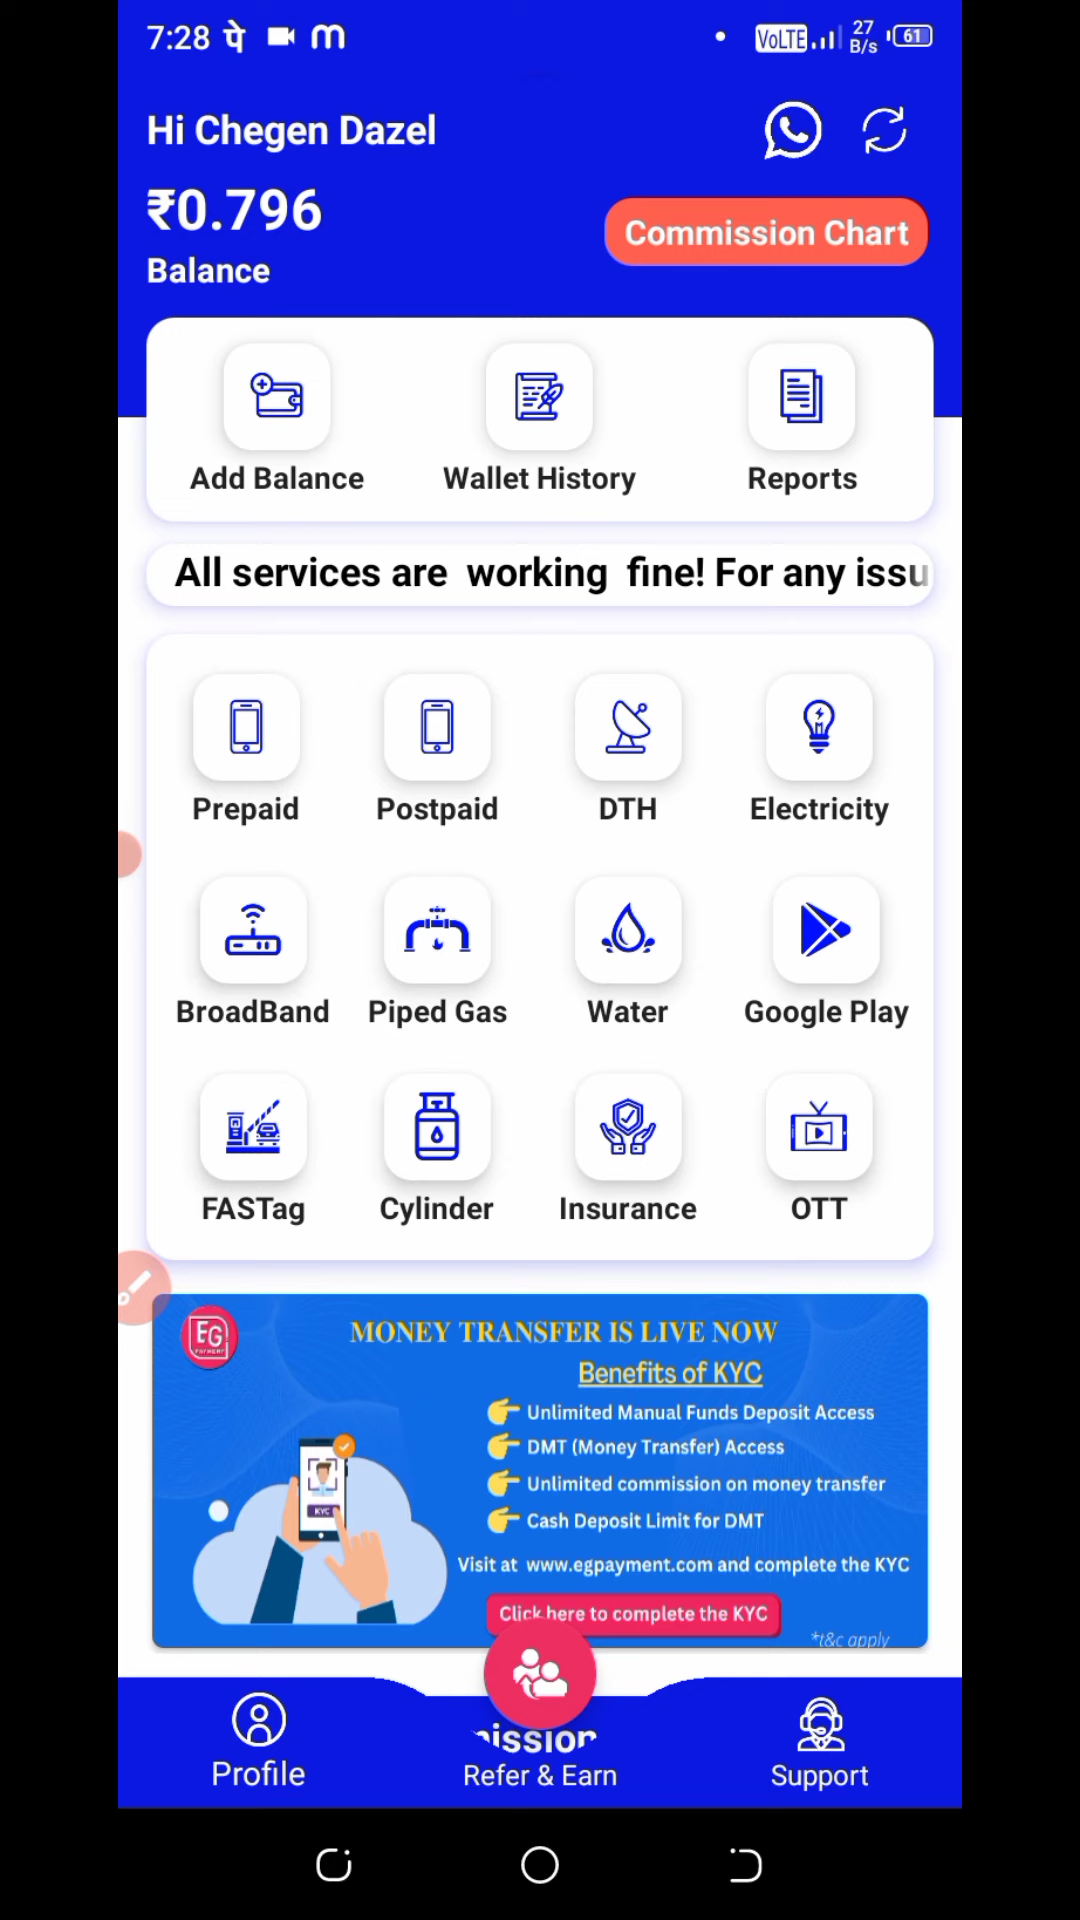 7:28 पे m VoLTE 27 B/s 61
Hi Chegen Dazel
₹0.796
Balance
Commission Chart
Add Balance Wallet History Reports
All services are working fine! For any issu
Prepaid Postpaid DTH Electricity
BroadBand Piped Gas Water Google Play
FASTag Cylinder Insurance OTT
EG
PAYMENT
MONEY TRANSFER IS LIVE NOW
Benefits of KYC
Unlimited Manual Funds Deposit Access
DMT (Money Transfer) Access
Unlimited commission on money transfer
Cash Deposit Limit for DMT
KYC
Visit at www.egpayment.com and complete the KYC
Click here to complete the KYC
*t&c apply
Profile Refer & Earn Support